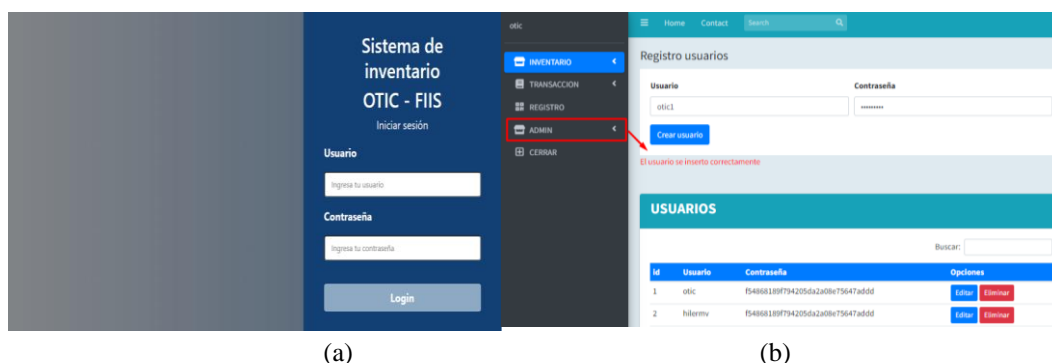 Sistema de
inventario
OTIC - FIIS
Iniciar sesión
Usuario
Ingresa tu usuario
Contraseña
Ingresa tu contraseña
Login
otic
INVENTARIO
TRANSACCION
REGISTRO
ADMIN
CERRAR
Home Contact Search
Registro usuarios
Usuario Contraseña
otic1 •••••••••
Crear usuario
El usuario se inserto correctamente
USUARIOS
Buscar:
id Usuario Contraseña Opciones
1 otic f54868189f794205da2a08e75647addd Editar Eliminar
2 hilermv f54868189f794205da2a08e75647addd Editar Eliminar
(a) (b)